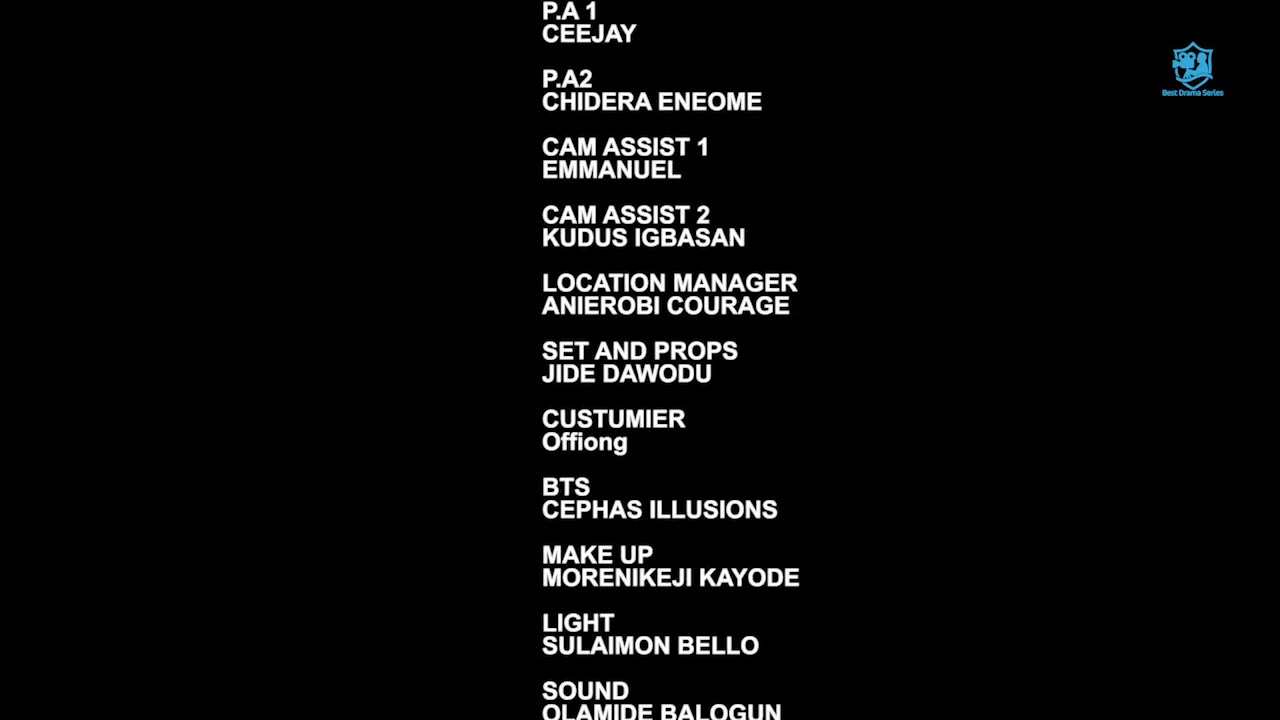 P.A 1
CEEJAY
P.A2
CHIDERA ENEOME
CAM ASSIST 1
EMMANUEL
CAM ASSIST 2
KUDUS IGBASAN
LOCATION MANAGER
ANIEROBI COURAGE
SET AND PROPS
JIDE DAWODU
CUSTUMIER
Offiong
BTS
CEPHAS ILLUSIONS
MAKE UP
MORENIKEJI KAYODE
LIGHT
SULAIMON BELLO
SOUND
OLAMIDE BALOGUN
Best Drama Series